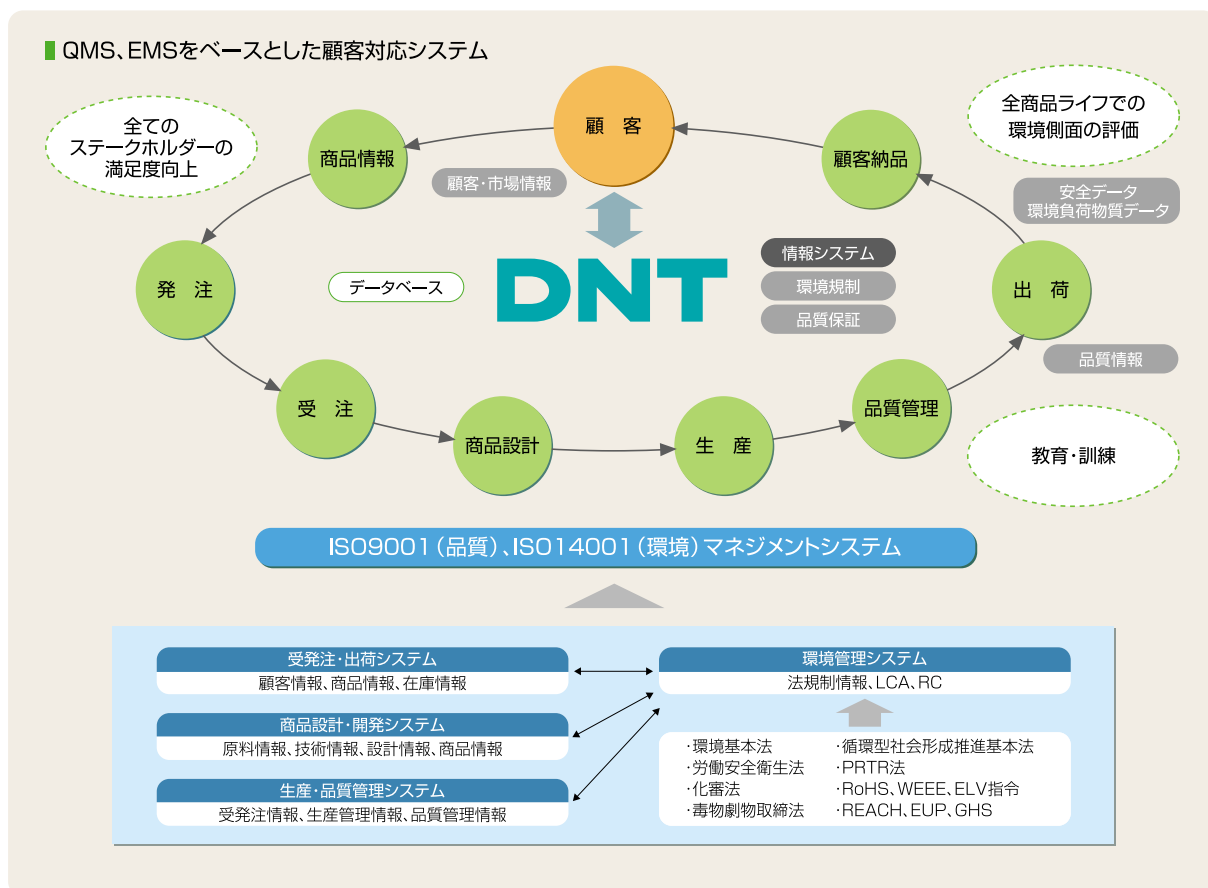 QMS、EMSをベースとした顧客対応システム
全ての
ステークホルダーの
満足度向上
商品情報
顧　客
顧客・市場情報
顧客納品
全商品ライフでの
環境側面の評価
安全データ
環境負荷物質データ
発　注
データベース
DNT
情報システム
環境規制
品質保証
出　荷
品質情報
受　注
商品設計
生　産
品質管理
教育・訓練
ISO9001（品質）、ISO14001（環境）マネジメントシステム
受発注・出荷システム
顧客情報、商品情報、在庫情報
商品設計・開発システム
原料情報、技術情報、設計情報、商品情報
生産・品質管理システム
受発注情報、生産管理情報、品質管理情報
環境管理システム
法規制情報、LCA、RC
・環境基本法
・労働安全衛生法
・化審法
・毒物劇物取締法
・循環型社会形成推進基本法
・PRTR法
・RoHS、WEEE、ELV指令
・REACH、EUP、GHS